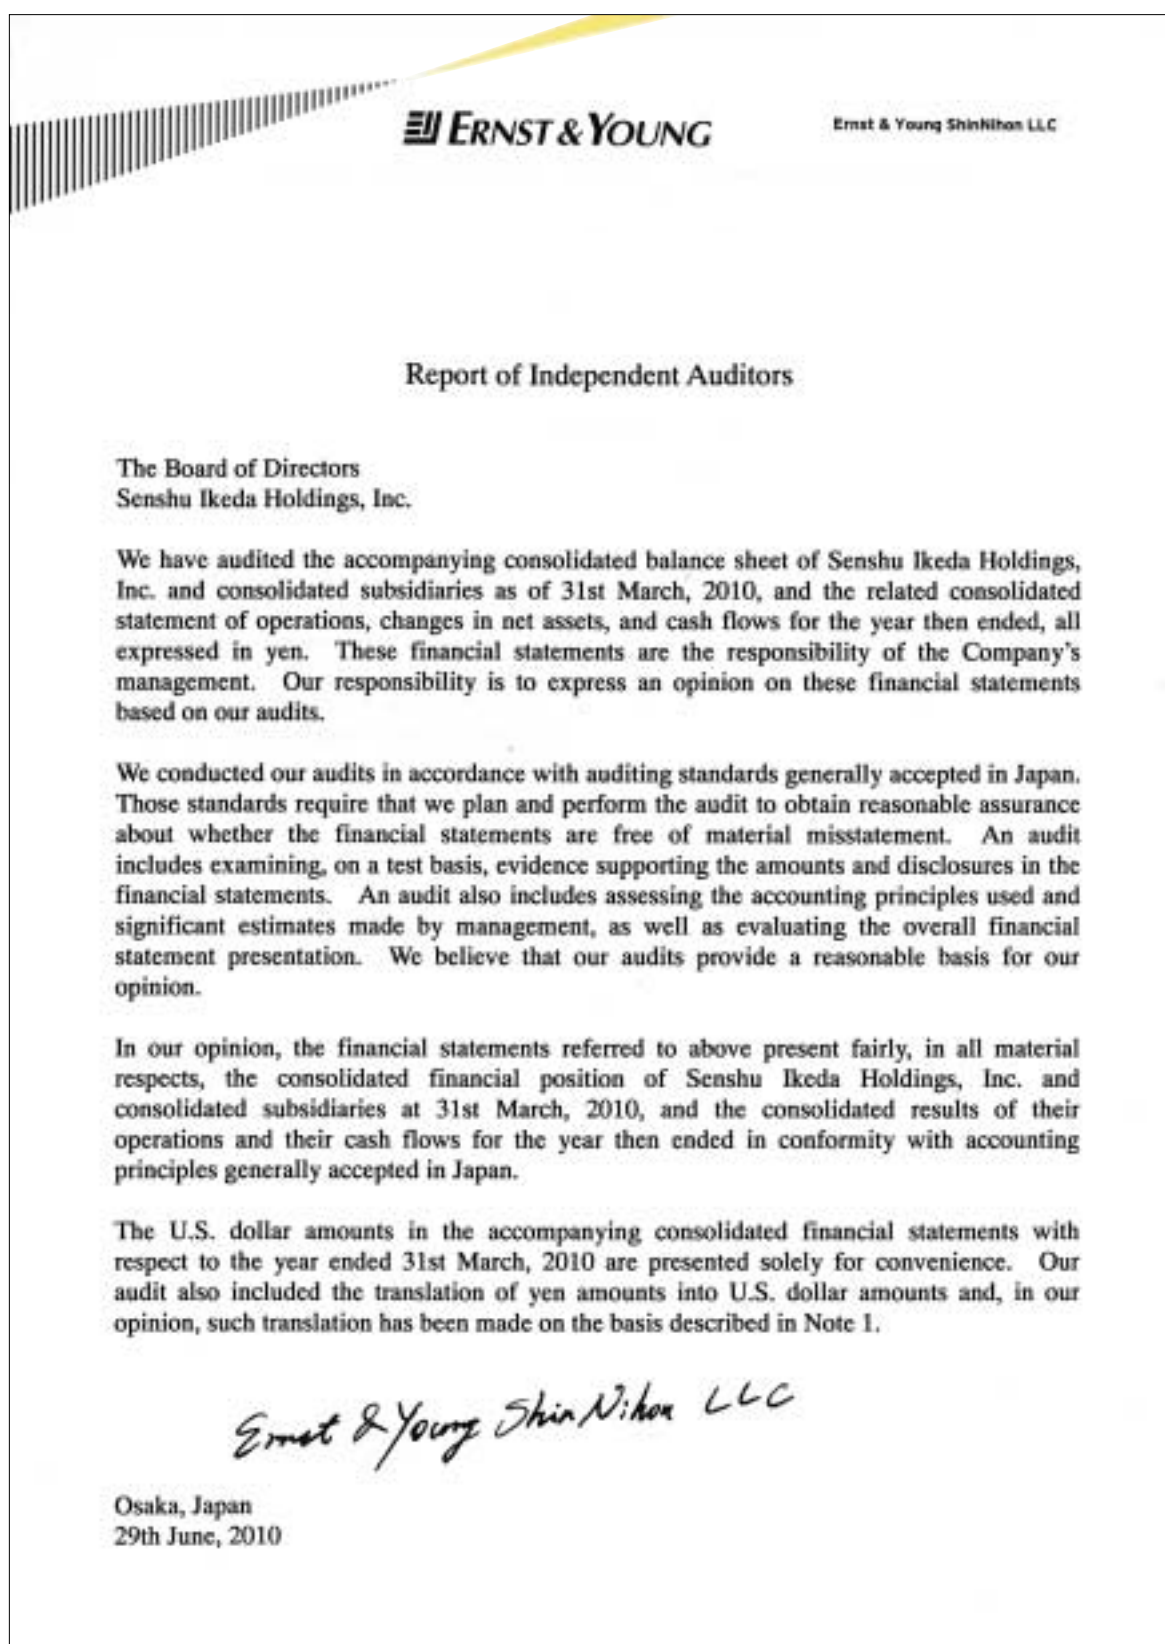 ERNST & YOUNG
Ernst & Young ShinNihon LLC
Report of Independent Auditors
The Board of Directors
Senshu Ikeda Holdings, Inc.
We have audited the accompanying consolidated balance sheet of Senshu Ikeda Holdings,
Inc. and consolidated subsidiaries as of 31st March, 2010, and the related consolidated
statement of operations, changes in net assets, and cash flows for the year then ended, all
expressed in yen. These financial statements are the responsibility of the Company's
management. Our responsibility is to express an opinion on these financial statements
based on our audits.
We conducted our audits in accordance with auditing standards generally accepted in Japan.
Those standards require that we plan and perform the audit to obtain reasonable assurance
about whether the financial statements are free of material misstatement. An audit
includes examining, on a test basis, evidence supporting the amounts and disclosures in the
financial statements. An audit also includes assessing the accounting principles used and
significant estimates made by management, as well as evaluating the overall financial
statement presentation. We believe that our audits provide a reasonable basis for our
opinion.
In our opinion, the financial statements referred to above present fairly, in all material
respects, the consolidated financial position of Senshu Ikeda Holdings, Inc. and
consolidated subsidiaries at 31st March, 2010, and the consolidated results of their
operations and their cash flows for the year then ended in conformity with accounting
principles generally accepted in Japan.
The U.S. dollar amounts in the accompanying consolidated financial statements with
respect to the year ended 31st March, 2010 are presented solely for convenience. Our
audit also included the translation of yen amounts into U.S. dollar amounts and, in our
opinion, such translation has been made on the basis described in Note 1.
Ernst & Young ShinNihon LLC
Osaka, Japan
29th June, 2010